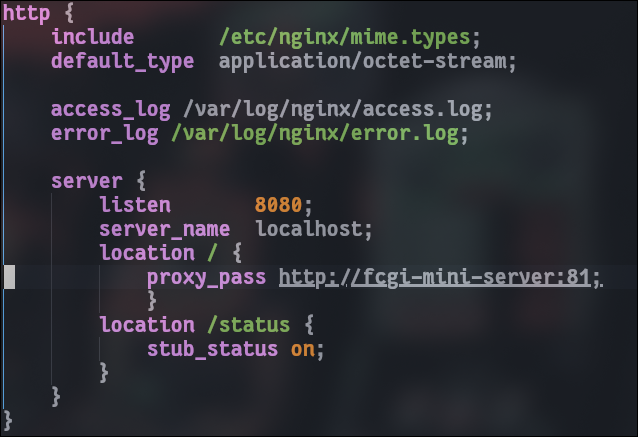 http {
    include       /etc/nginx/mime.types;
    default_type  application/octet-stream;

    access_log /var/log/nginx/access.log;
    error_log /var/log/nginx/error.log;

    server {
        listen       8080;
        server_name  localhost;
        location / {
            proxy_pass http://fcgi-mini-server:81;
            }
        location /status {
            stub_status on;
        }
    }
}